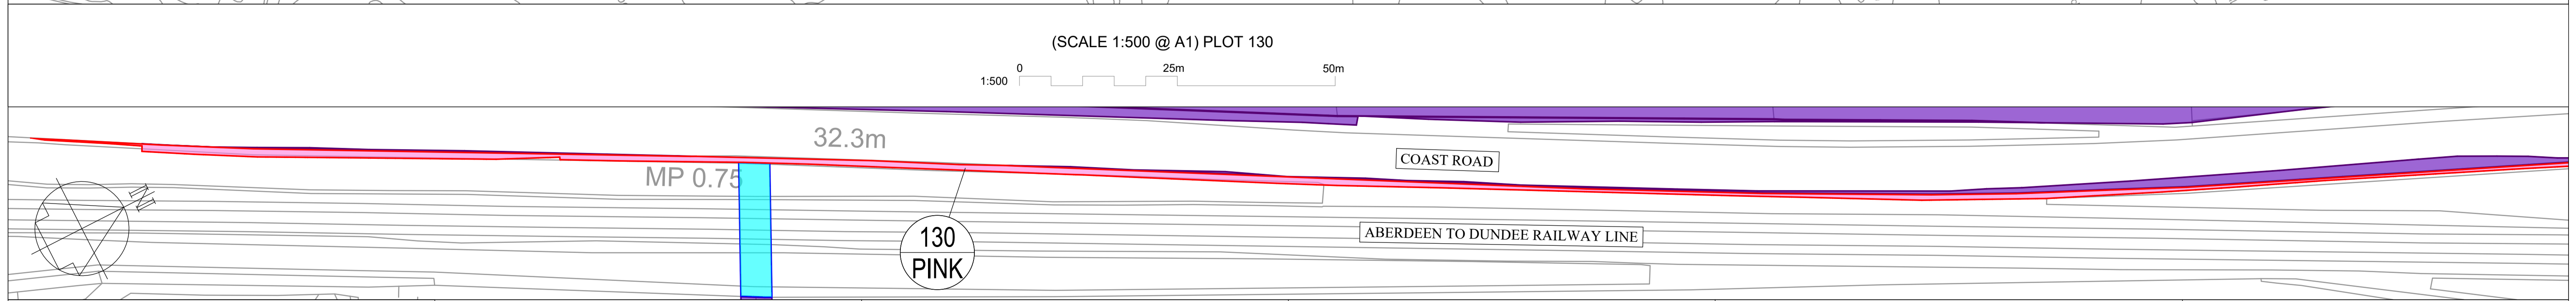 (SCALE 1:500 @ A1) PLOT 130
0 25m 50m
1:500
32.3m
COAST ROAD
MP 0.75
N
130
PINK
ABERDEEN TO DUNDEE RAILWAY LINE